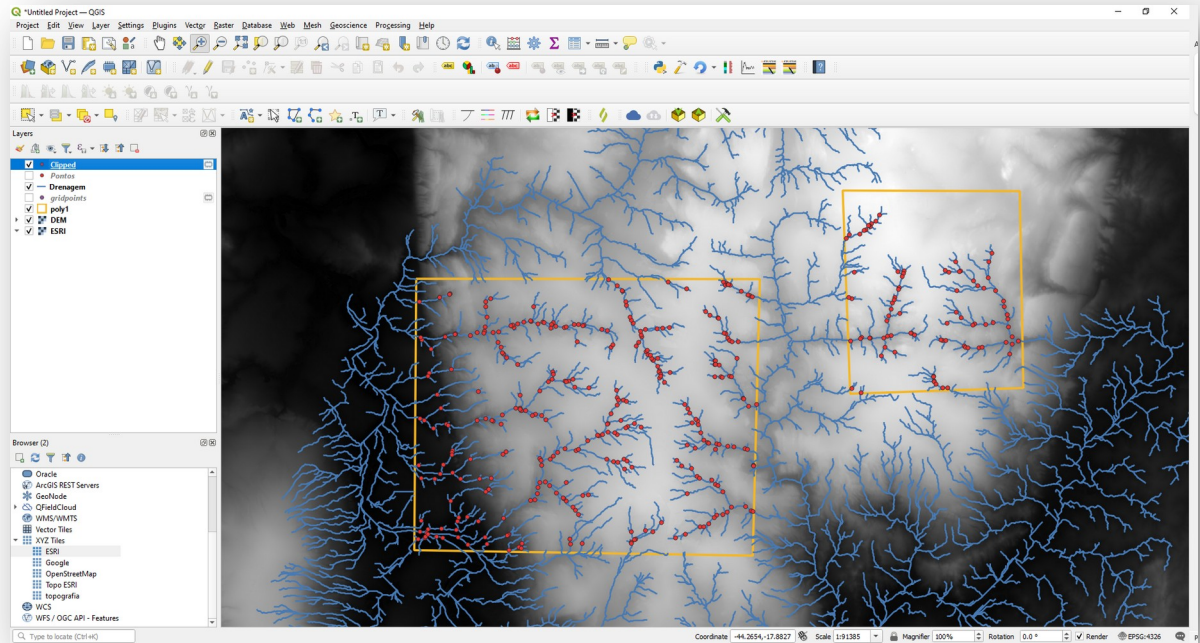 *Untitled Project — QGIS
Project Edit View Layer Settings Plugins Vector Raster Database Web Mesh Geoscience Processing Help
Layers
Clipped
Pontos
Drenagem
gridpoints
poly1
DEM
ESRI
Browser (2)
Oracle
ArcGIS REST Servers
GeoNode
QFieldCloud
WMS/WMTS
Vector Tiles
XYZ Tiles
ESRI
Google
OpenStreetMap
Topo ESRI
topografia
WCS
WFS / OGC API - Features
Type to locate (Ctrl+K)
Coordinate -44.2654,-17.8827 Scale 1:91385 Magnifier 100% Rotation 0.0 ° Render EPSG:4326